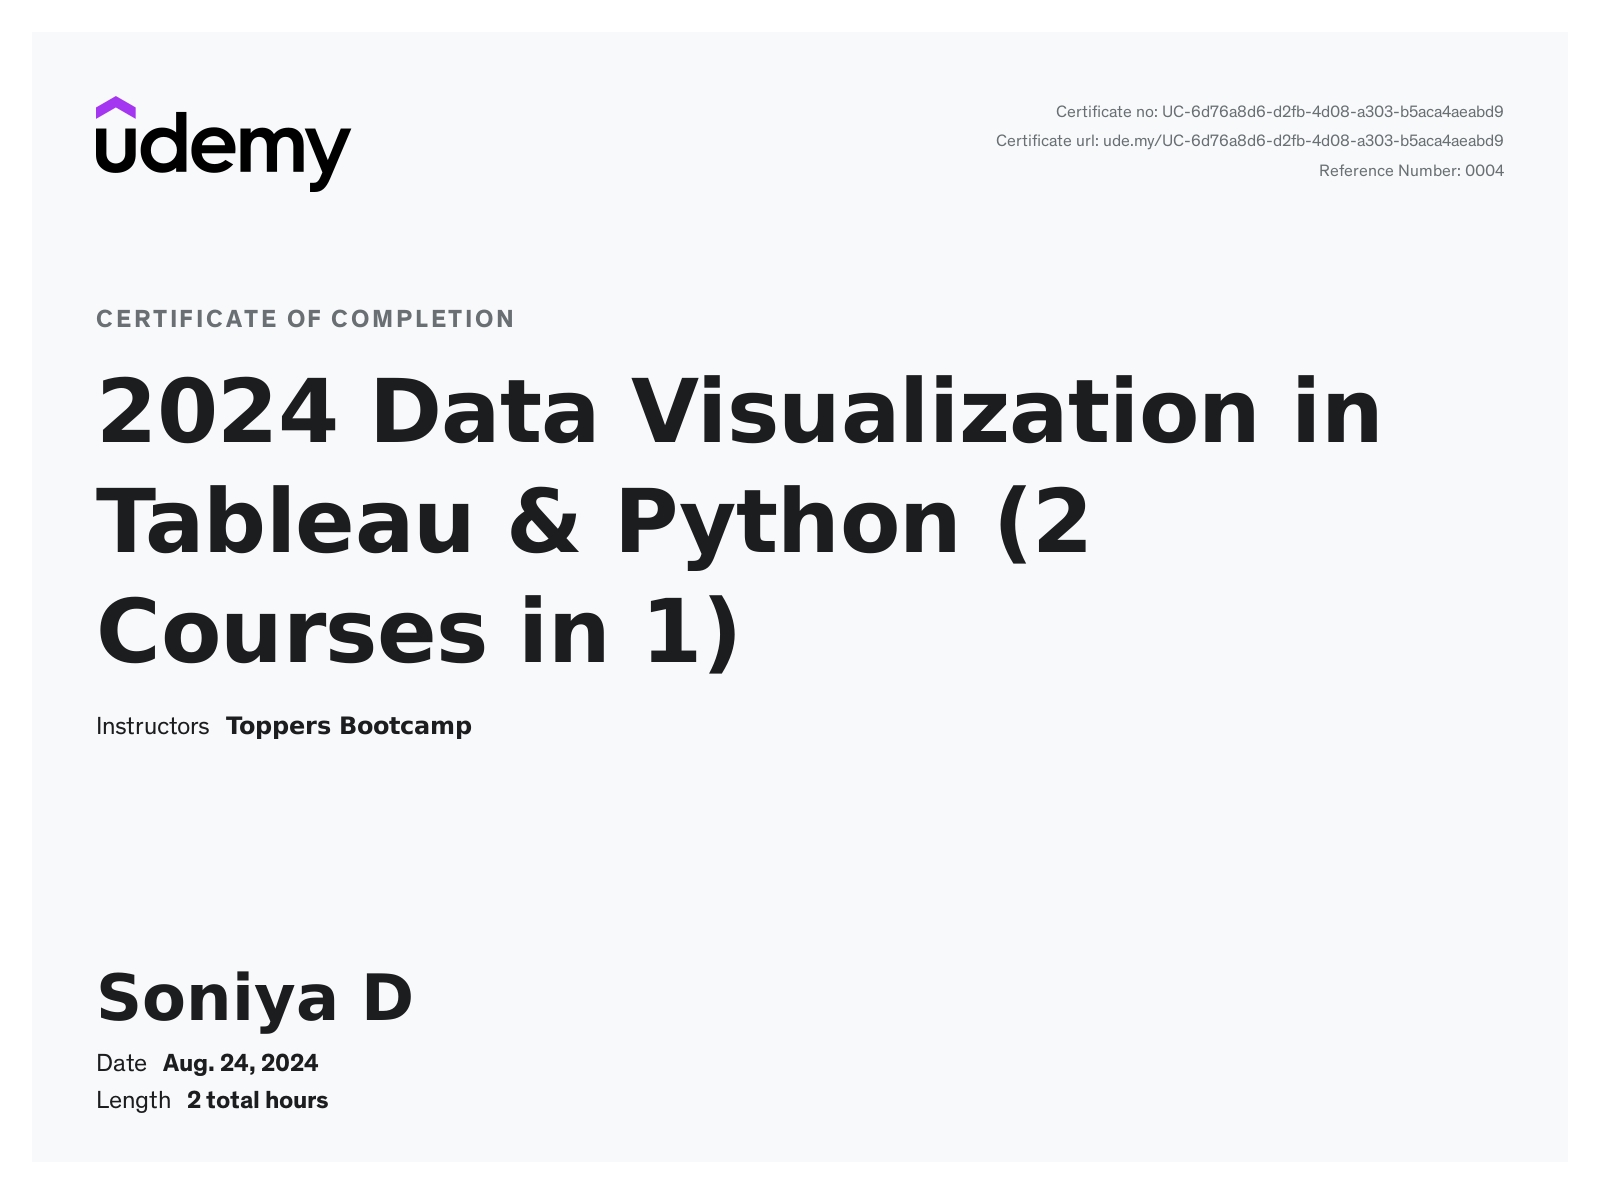 udemy
Certificate no: UC-6d76a8d6-d2fb-4d08-a303-b5aca4aeabd9
Certificate url: ude.my/UC-6d76a8d6-d2fb-4d08-a303-b5aca4aeabd9
Reference Number: 0004
CERTIFICATE OF COMPLETION
2024 Data Visualization in
Tableau & Python (2
Courses in 1)
Instructors Toppers Bootcamp
Soniya D
Date Aug. 24, 2024
Length 2 total hours